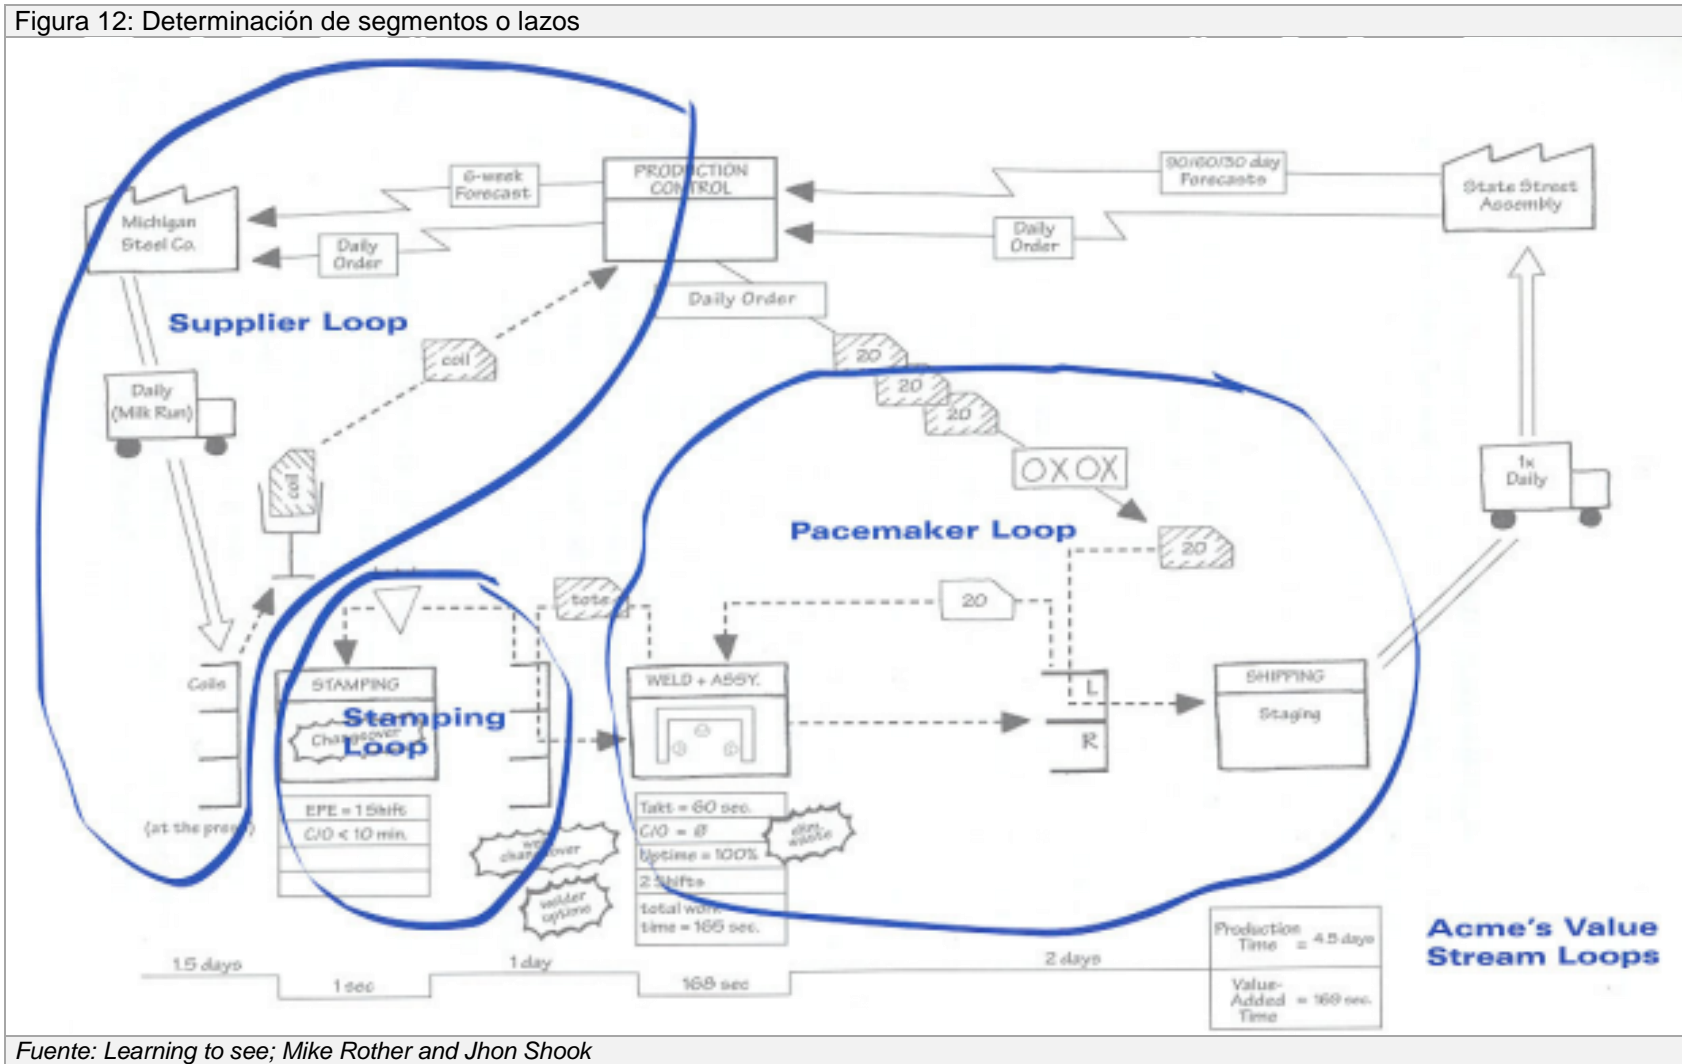 Figura 12: Determinación de segmentos o lazos
6-week
Forecast
PRODUCTION
CONTROL
90/60/30 day
Forecasts
State Street
Assembly
Michigan
Steel Co.
Daily
Order
Daily
Order
Daily Order
Supplier Loop
coil
20
20
20
Daily
(Milk Run)
OXOX
1x
Daily
coil
Pacemaker Loop
20
tote
20
Coils
STAMPING
WELD + ASSY.
L
SHIPPING
Staging
Stamping
Loop
Changeover
R
(at the press)
EPE = 1 Shift
C/O < 10 min.
Takt = 60 sec.
C/O = Ø
Uptime = 100%
2 Shifts
total work
time = 165 sec.
changeover
welder
uptime
elim.
waste
1.5 days
1 sec
1 day
168 sec
2 days
Production
Time = 4.5 days
Value-
Added = 169 sec.
Time
Acme's Value
Stream Loops
Fuente: Learning to see; Mike Rother and Jhon Shook